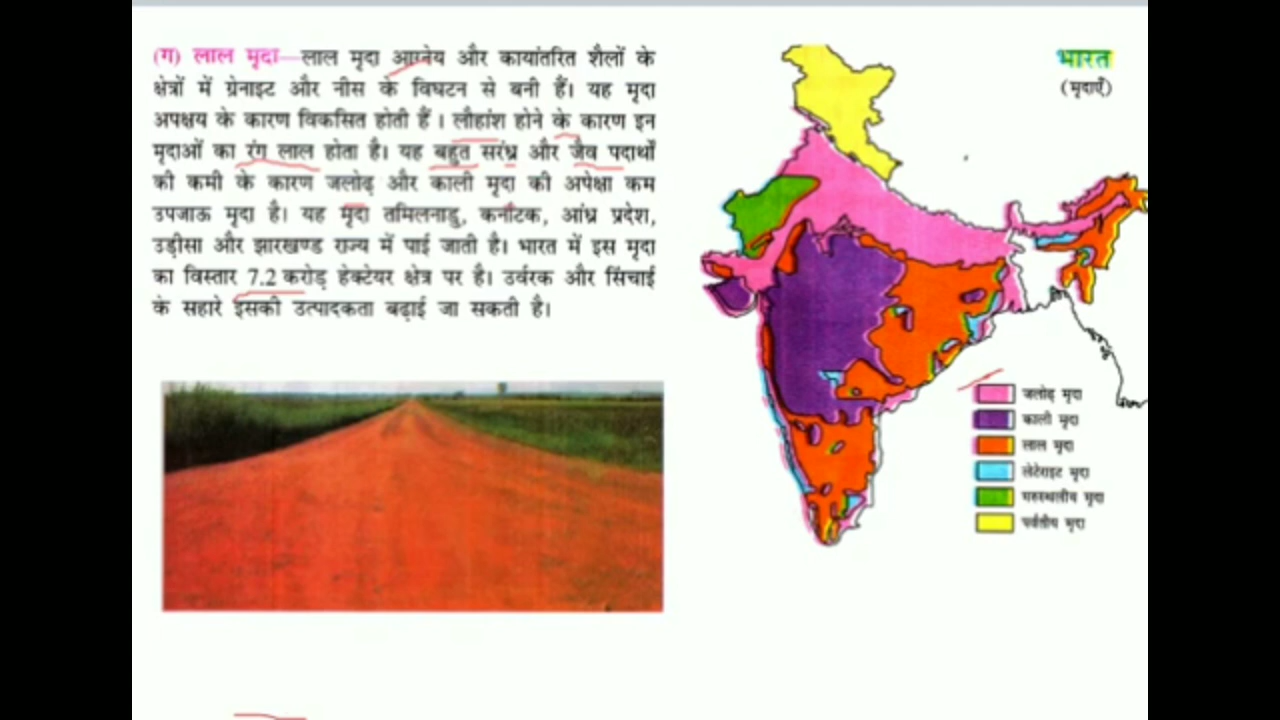 (ग) लाल मृदा—लाल मृदा आग्नेय और कायांतरित शैलों के
क्षेत्रों में ग्रेनाइट और नीस के विघटन से बनी हैं। यह मृदा
अपक्षय के कारण विकसित होती हैं। लौहांश होने के कारण इन
मृदाओं का रंग लाल होता है। यह बहुत सरंध्र और जैव पदार्थों
की कमी के कारण जलोढ़ और काली मृदा की अपेक्षा कम
उपजाऊ मृदा है। यह मृदा तमिलनाडु, कर्नाटक, आंध्र प्रदेश,
उड़ीसा और झारखण्ड राज्य में पाई जाती है। भारत में इस मृदा
का विस्तार 7.2 करोड़ हेक्टेयर क्षेत्र पर है। उर्वरक और सिंचाई
के सहारे इसकी उत्पादकता बढ़ाई जा सकती है।
भारत
(मृदाएँ)
जलोढ़ मृदा
काली मृदा
लाल मृदा
लेटेराइट मृदा
मरुस्थलीय मृदा
पर्वतीय मृदा